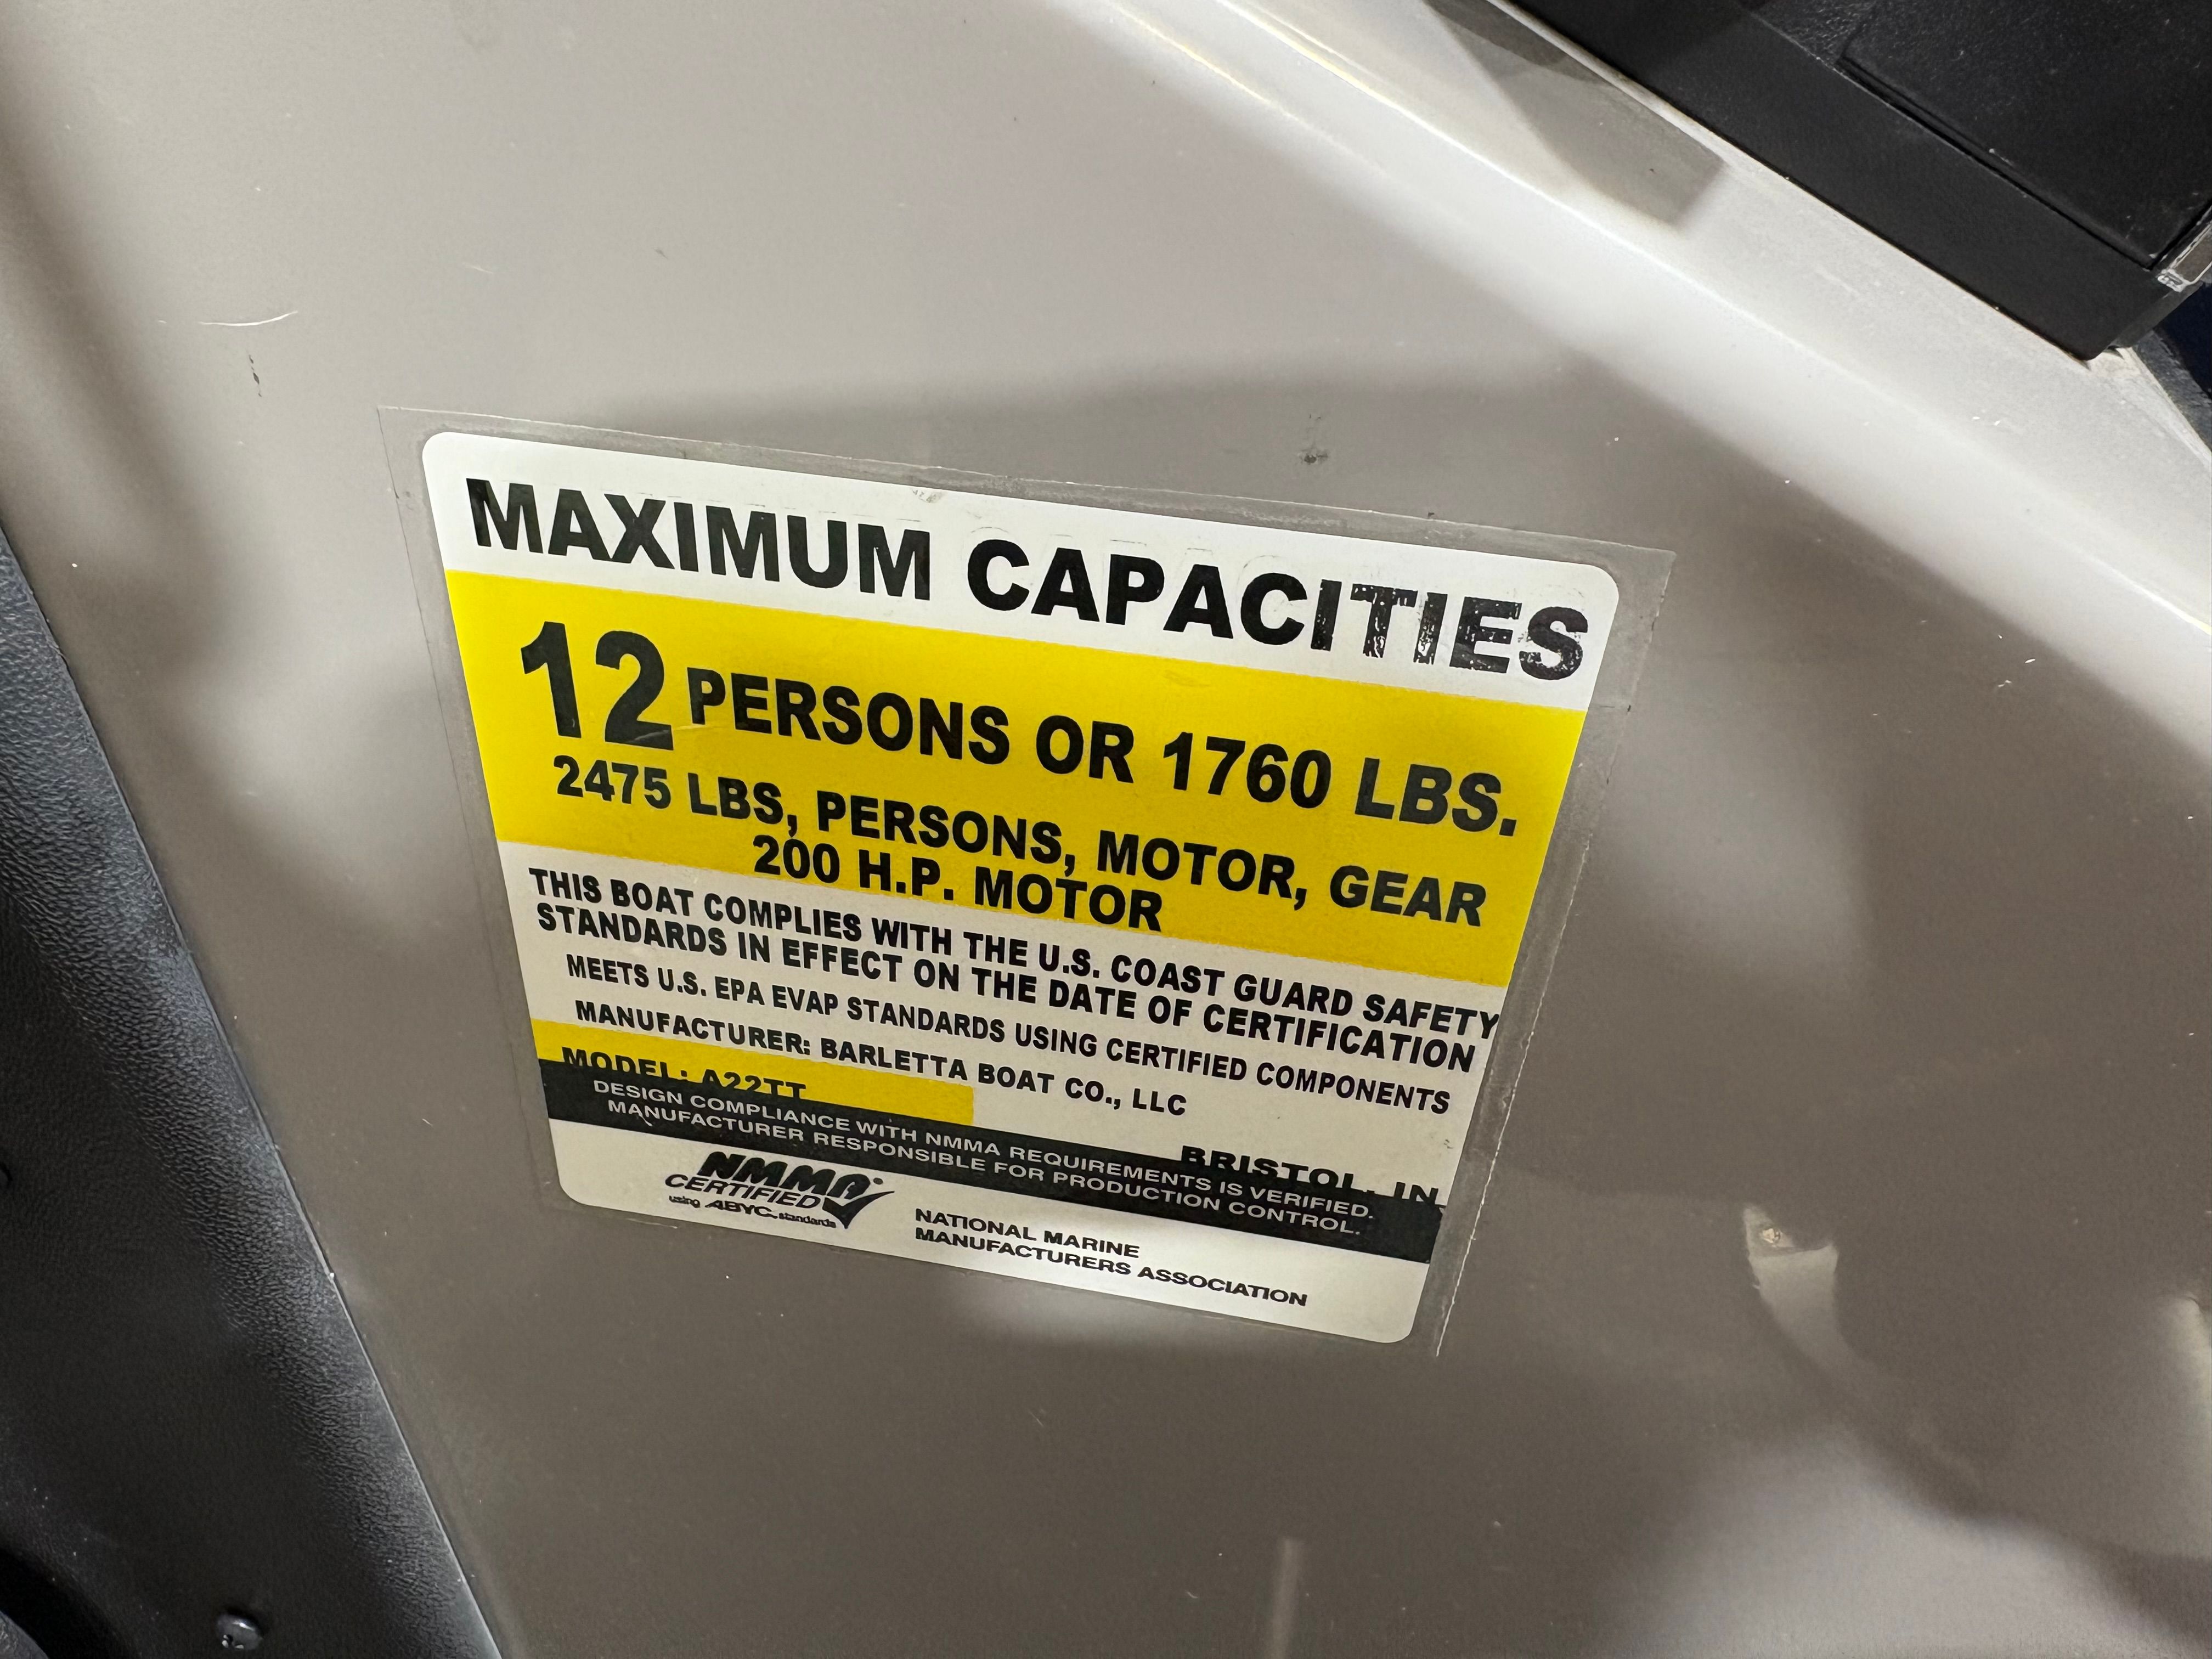 MAXIMUM CAPACITIES
12 PERSONS OR 1760 LBS.
2475 LBS, PERSONS, MOTOR, GEAR
200 H.P. MOTOR
THIS BOAT COMPLIES WITH THE U.S. COAST GUARD SAFETY
STANDARDS IN EFFECT ON THE DATE OF CERTIFICATION
MEETS U.S. EPA EVAP STANDARDS USING CERTIFIED COMPONENTS
MANUFACTURER: BARLETTA BOAT CO., LLC
MODEL: A22TT
BRISTOL, IN
DESIGN COMPLIANCE WITH NMMA REQUIREMENTS IS VERIFIED.
MANUFACTURER RESPONSIBLE FOR PRODUCTION CONTROL.
NMMA
CERTIFIED
using ABYC standards
NATIONAL MARINE
MANUFACTURERS ASSOCIATION